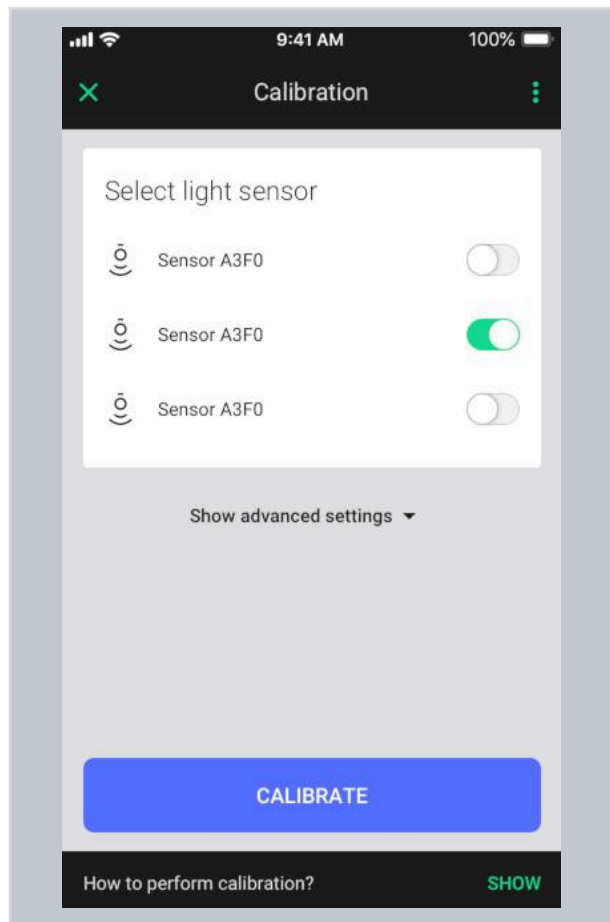 9:41 AM
100%
Calibration
Select light sensor
Sensor A3F0
Sensor A3F0
Sensor A3F0
Show advanced settings
CALIBRATE
How to perform calibration? SHOW